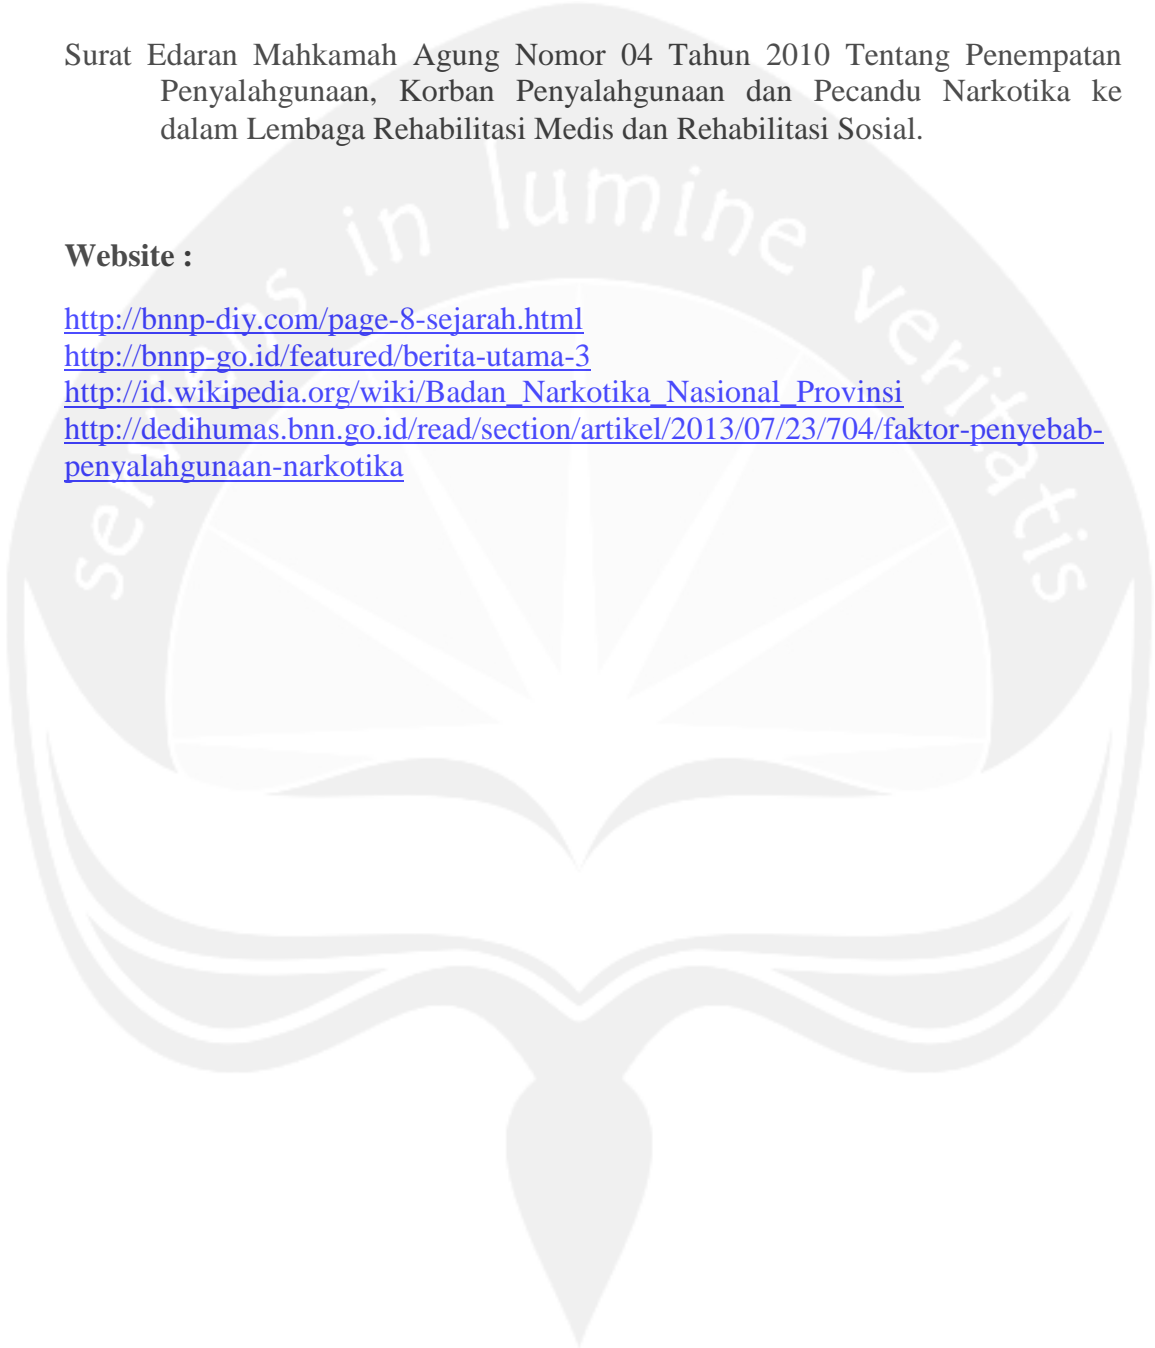 Surat Edaran Mahkamah Agung Nomor 04 Tahun 2010 Tentang Penempatan
Penyalahgunaan, Korban Penyalahgunaan dan Pecandu Narkotika ke
dalam Lembaga Rehabilitasi Medis dan Rehabilitasi Sosial.
serviens in lumine veritatis
Website :
http://bnnp-diy.com/page-8-sejarah.html
http://bnnp-go.id/featured/berita-utama-3
http://id.wikipedia.org/wiki/Badan_Narkotika_Nasional_Provinsi
http://dedihumas.bnn.go.id/read/section/artikel/2013/07/23/704/faktor-penyebab-
penyalahgunaan-narkotika